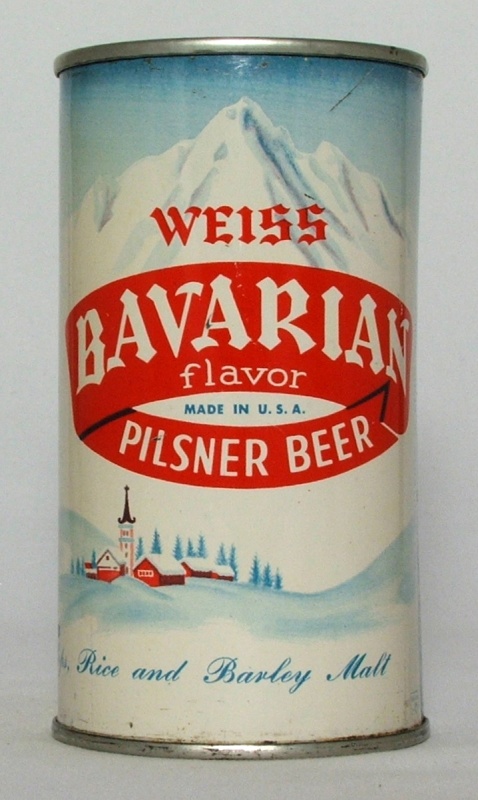 WEISS
BAVARIAN
flavor
MADE IN U.S.A.
PILSNER BEER
Rice and Barley Malt